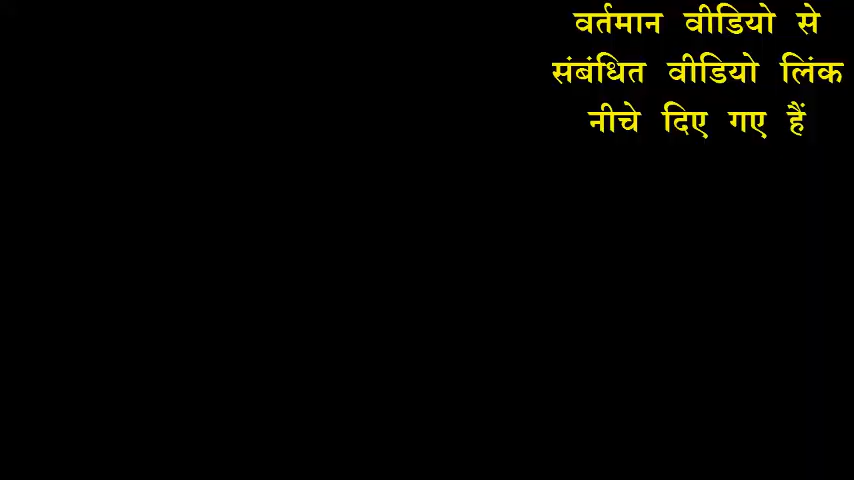 वर्तमान वीडियो से
संबंधित वीडियो लिंक
नीचे दिए गए हैं